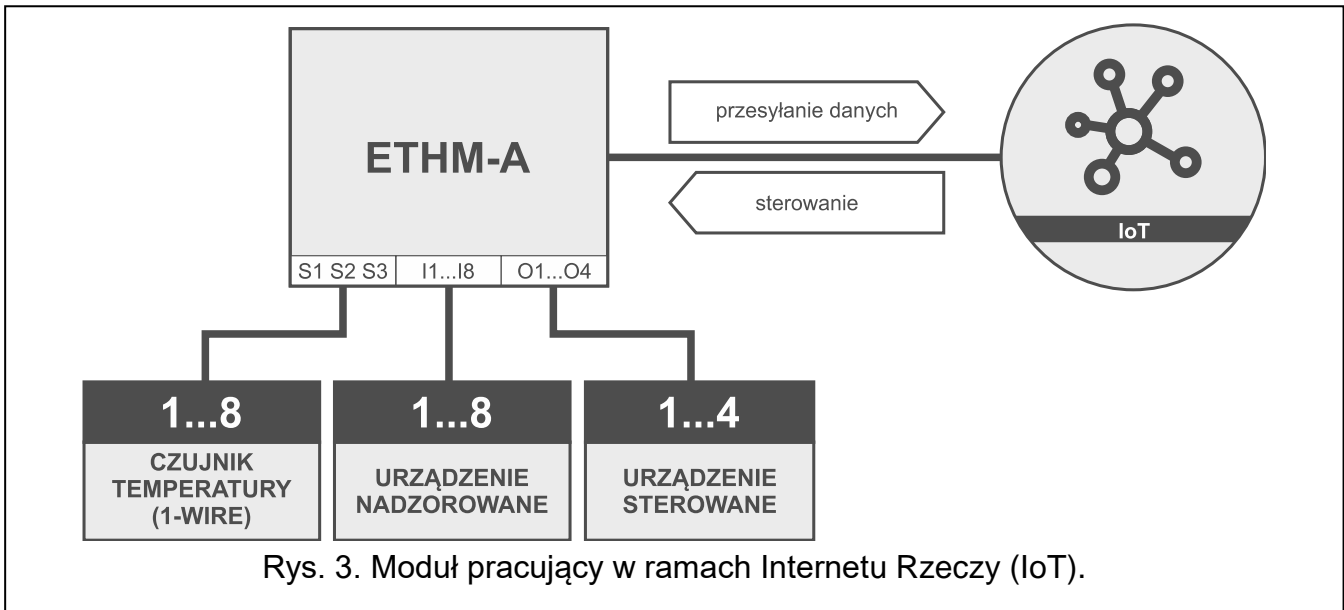 ETHM-A
przesyłanie danych
sterowanie
IoT
S1 S2 S3 I1...I8 O1...O4
1...8
CZUJNIK
TEMPERATURY
(1-WIRE)
1...8
URZĄDZENIE
NADZOROWANE
1...4
URZĄDZENIE
STEROWANE
Rys. 3. Moduł pracujący w ramach Internetu Rzeczy (IoT).